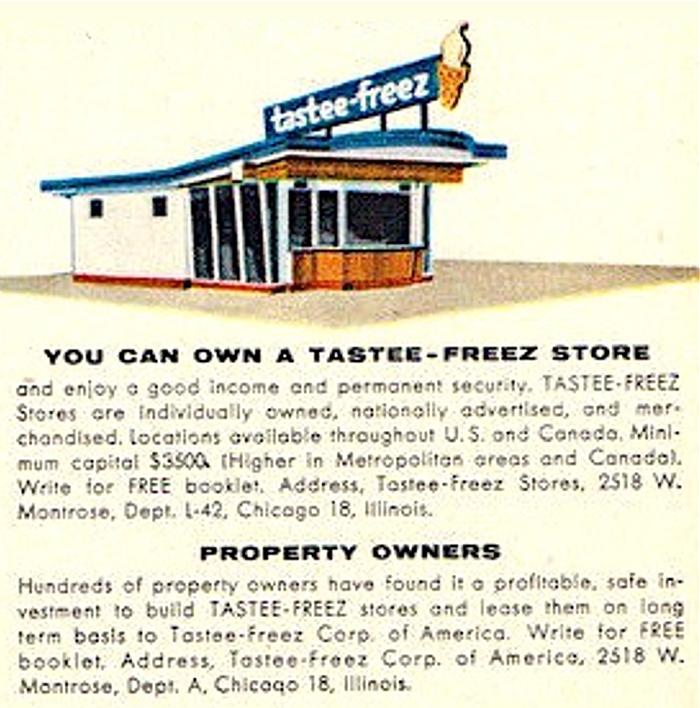 tastee-freez
YOU CAN OWN A TASTEE-FREEZ STORE
and enjoy a good income and permanent security. TASTEE-FREEZ
Stores are individually owned, nationally advertised, and mer-
chandised. Locations available throughout U.S. and Canada. Mini-
mum capital $3500. (Higher in Metropolitan areas and Canada).
Write for FREE booklet. Address, Tastee-Freez Stores, 2518 W.
Montrose, Dept. L-42, Chicago 18, Illinois.
PROPERTY OWNERS
Hundreds of property owners have found it a profitable, safe in-
vestment to build TASTEE-FREEZ stores and lease them on long
term basis to Tastee-Freez Corp. of America. Write for FREE
booklet, Address, Tastee-Freez Corp. of America, 2518 W.
Montrose, Dept. A, Chicago 18, Illinois.